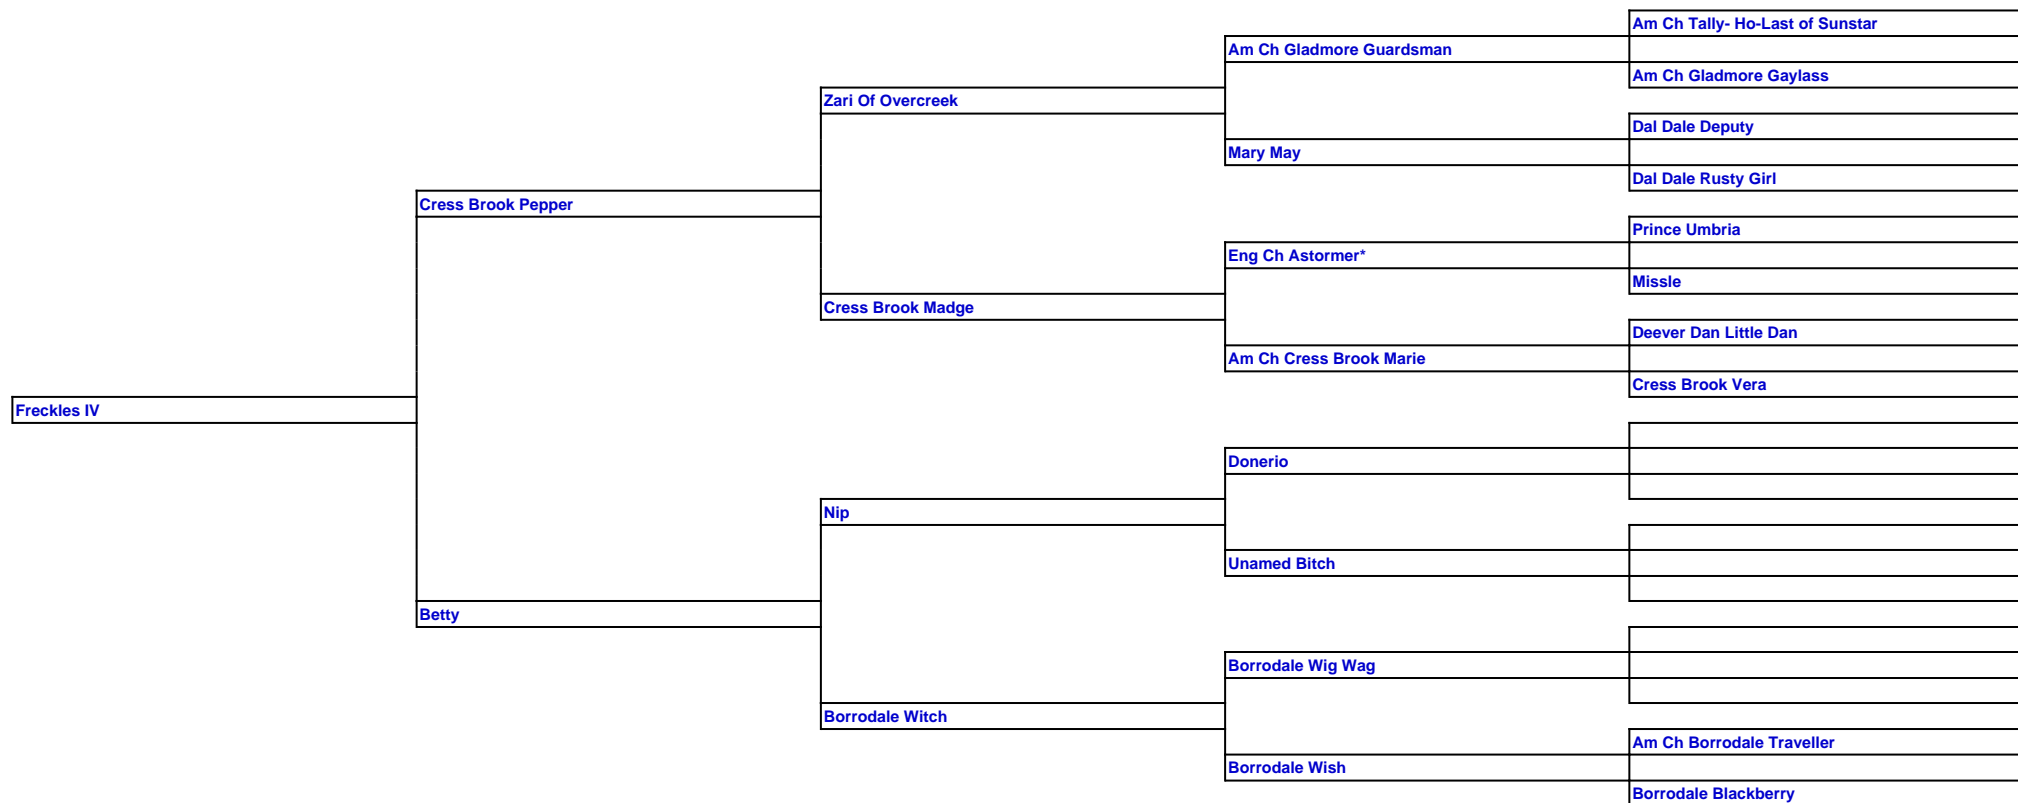 Am Ch Tally- Ho-Last of Sunstar
Am Ch Gladmore Guardsman
Am Ch Gladmore Gaylass
Zari Of Overcreek
Dal Dale Deputy
Mary May
Dal Dale Rusty Girl
Cress Brook Pepper
Prince Umbria
Eng Ch Astormer*
Missle
Cress Brook Madge
Deever Dan Little Dan
Am Ch Cress Brook Marie
Cress Brook Vera
Freckles IV
Donerio
Nip
Unamed Bitch
Betty
Borrodale Wig Wag
Borrodale Witch
Am Ch Borrodale Traveller
Borrodale Wish
Borrodale Blackberry